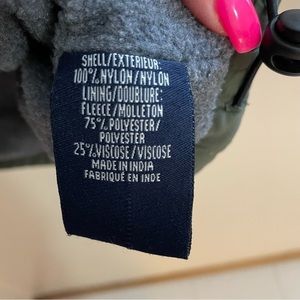 SHELL/EXTERIEUR:
100%NYLON/NYLON
LINING/DOUBLURE:
FLEECE/MOLLETON
75%POLYESTER/
POLYESTER
25%VISCOSE/VISCOSE
MADE IN INDIA
FABRIQUÉ EN INDE